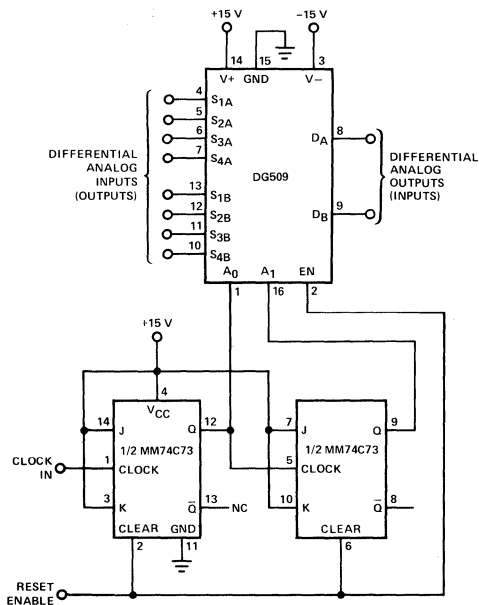 +15 V
-15 V
14
15
3
V+ GND
V-
4
S1A
5
S2A
6
S3A
7
S4A
13
S1B
12
S2B
11
S3B
10
S4B
DIFFERENTIAL
ANALOG
INPUTS
(OUTPUTS)
DG509
DA
8
DB
9
DIFFERENTIAL
ANALOG
OUTPUTS
(INPUTS)
A0
A1
EN
1
16
2
+15 V
4
VCC
14
J
Q
12
1/2 MM74C73
CLOCK
IN
1
CLOCK
3
K
Q̅
13
NC
CLEAR
GND
2
11
7
J
Q
9
1/2 MM74C73
5
CLOCK
10
K
Q̅
8
CLEAR
6
RESET
ENABLE